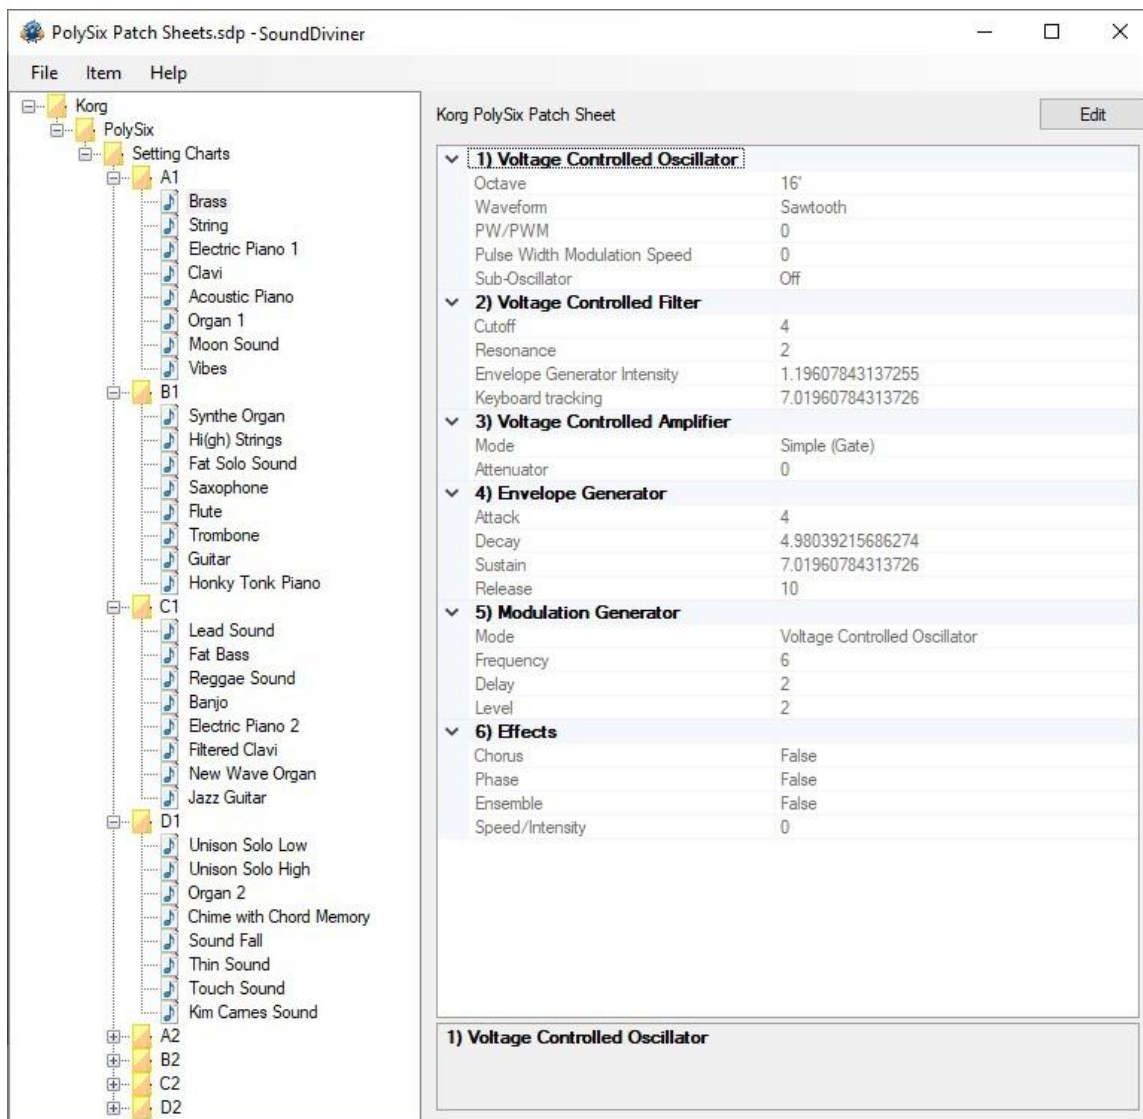 PolySix Patch Sheets.sdp - SoundDiviner
File Item Help
Korg
PolySix
Setting Charts
A1
Brass
String
Electric Piano 1
Clavi
Acoustic Piano
Organ 1
Moon Sound
Vibes
B1
Synthe Organ
Hi(gh) Strings
Fat Solo Sound
Saxophone
Flute
Trombone
Guitar
Honky Tonk Piano
C1
Lead Sound
Fat Bass
Reggae Sound
Banjo
Electric Piano 2
Filtered Clavi
New Wave Organ
Jazz Guitar
D1
Unison Solo Low
Unison Solo High
Organ 2
Chime with Chord Memory
Sound Fall
Thin Sound
Touch Sound
Kim Carnes Sound
A2
B2
C2
D2
Korg PolySix Patch Sheet Edit
1) Voltage Controlled Oscillator
Octave 16'
Waveform Sawtooth
PW/PWM 0
Pulse Width Modulation Speed 0
Sub-Oscillator Off
2) Voltage Controlled Filter
Cutoff 4
Resonance 2
Envelope Generator Intensity 1.19607843137255
Keyboard tracking 7.01960784313726
3) Voltage Controlled Amplifier
Mode Simple (Gate)
Attenuator 0
4) Envelope Generator
Attack 4
Decay 4.98039215686274
Sustain 7.01960784313726
Release 10
5) Modulation Generator
Mode Voltage Controlled Oscillator
Frequency 6
Delay 2
Level 2
6) Effects
Chorus False
Phase False
Ensemble False
Speed/Intensity 0
1) Voltage Controlled Oscillator